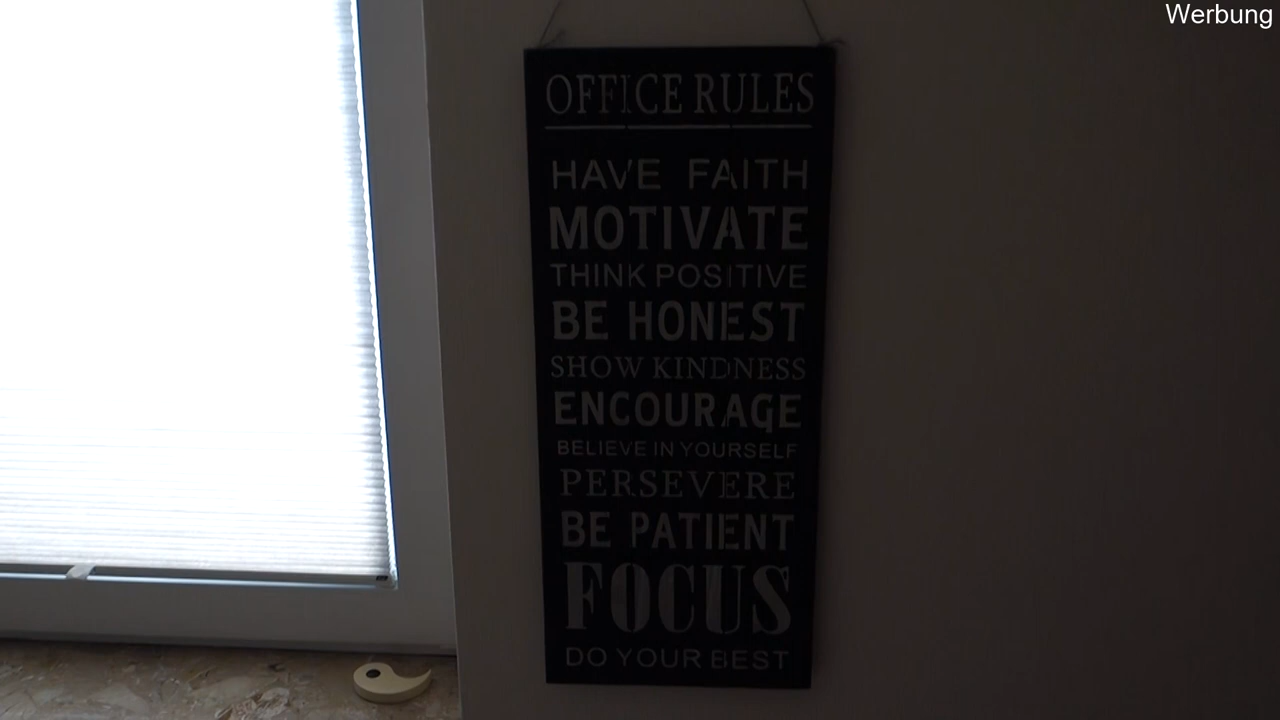 Werbung
OFFICE RULES
HAVE FAITH
MOTIVATE
THINK POSITIVE
BE HONEST
SHOW KINDNESS
ENCOURAGE
BELIEVE IN YOURSELF
PERSEVERE
BE PATIENT
FOCUS
DO YOUR BEST